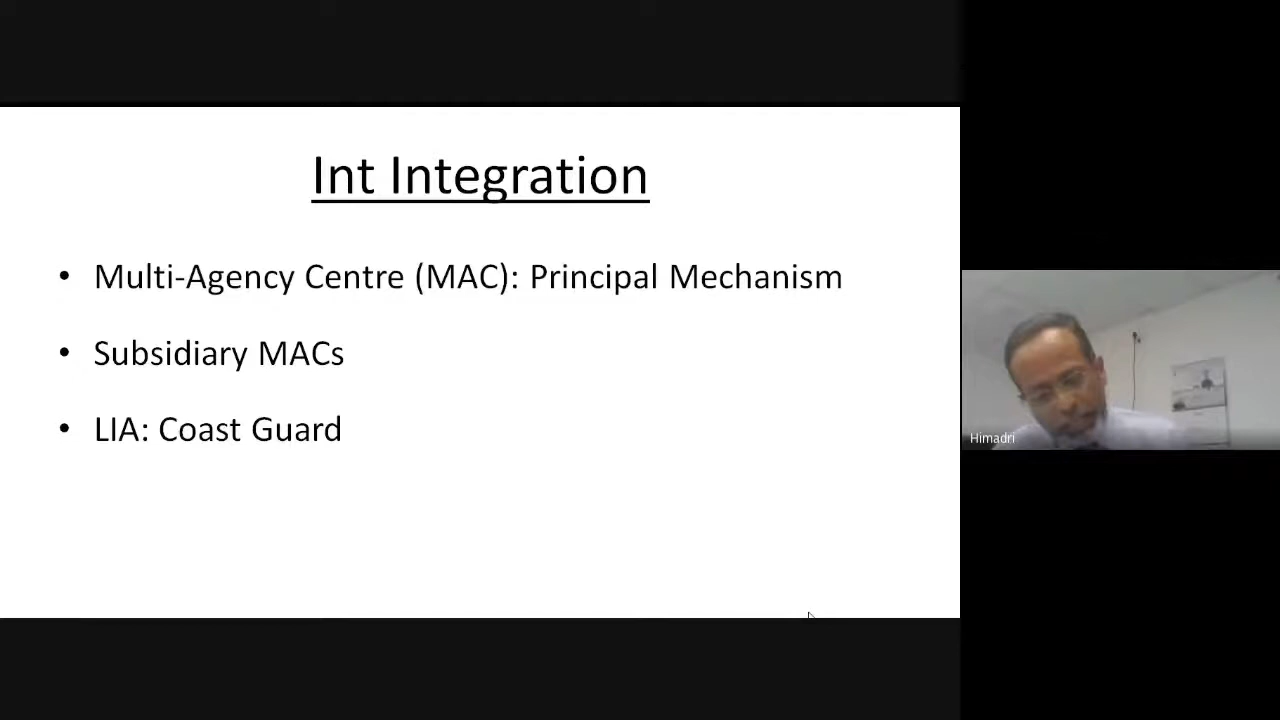 Int Integration
• Multi-Agency Centre (MAC): Principal Mechanism
• Subsidiary MACs
• LIA: Coast Guard
Himadri